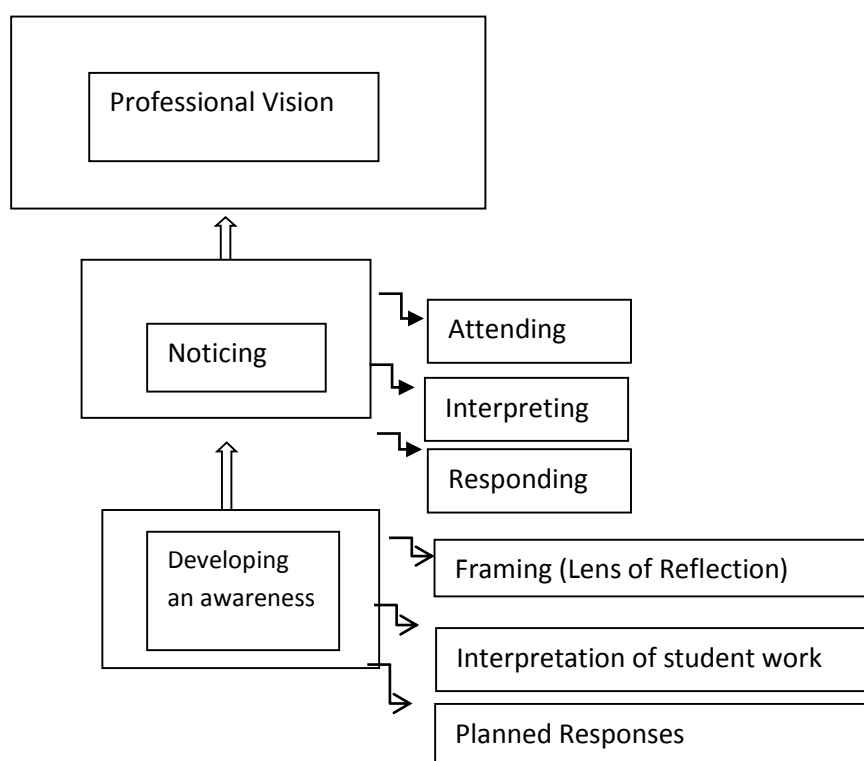 Professional Vision
Noticing
Attending
Interpreting
Responding
Developing
an awareness
Framing (Lens of Reflection)
Interpretation of student work
Planned Responses